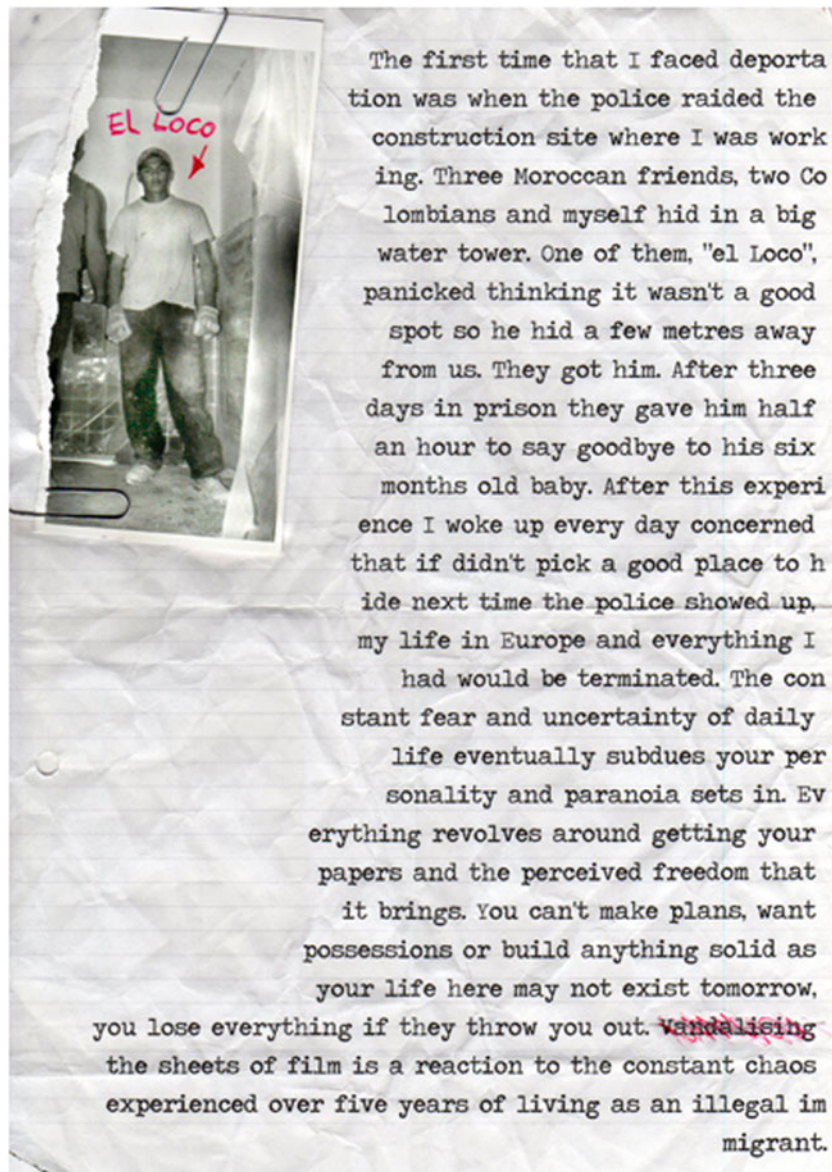 EL LOCO
The first time that I faced deporta
tion was when the police raided the
construction site where I was work
ing. Three Moroccan friends, two Co
lombians and myself hid in a big
water tower. One of them, "el Loco",
panicked thinking it wasn't a good
spot so he hid a few metres away
from us. They got him. After three
days in prison they gave him half
an hour to say goodbye to his six
months old baby. After this experi
ence I woke up every day concerned
that if didn't pick a good place to h
ide next time the police showed up,
my life in Europe and everything I
had would be terminated. The con
stant fear and uncertainty of daily
life eventually subdues your per
sonality and paranoia sets in. Ev
erything revolves around getting your
papers and the perceived freedom that
it brings. You can't make plans, want
possessions or build anything solid as
your life here may not exist tomorrow,
you lose everything if they throw you out. Vandalising
the sheets of film is a reaction to the constant chaos
experienced over five years of living as an illegal im
migrant.